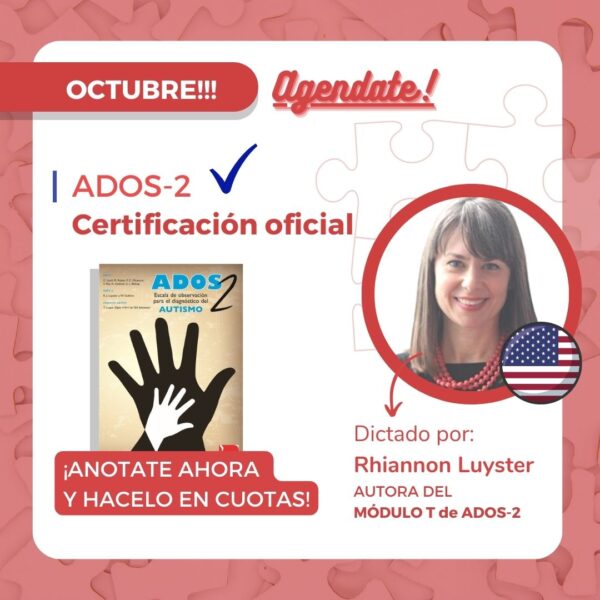 OCTUBRE!!!
Agendate!
ADOS-2
Certificación oficial
ADOS 2
Escala de observación
para el diagnóstico del
AUTISMO
¡ANOTATE AHORA
Y HACELO EN CUOTAS!
Dictado por:
Rhiannon Luyster
AUTORA DEL
MÓDULO T de ADOS-2